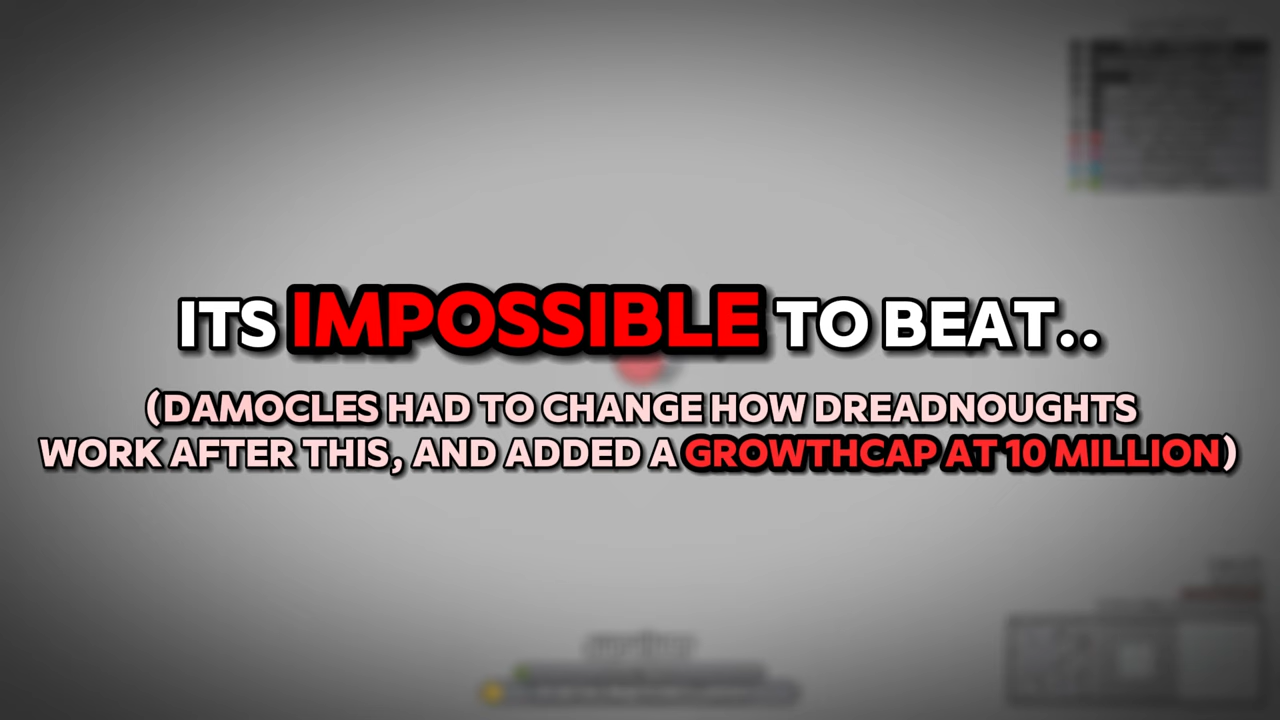 ITS IMPOSSIBLE TO BEAT..
(DAMOCLES HAD TO CHANGE HOW DREADNOUGHTS
WORK AFTER THIS, AND ADDED A GROWTHCAP AT 10 MILLION)